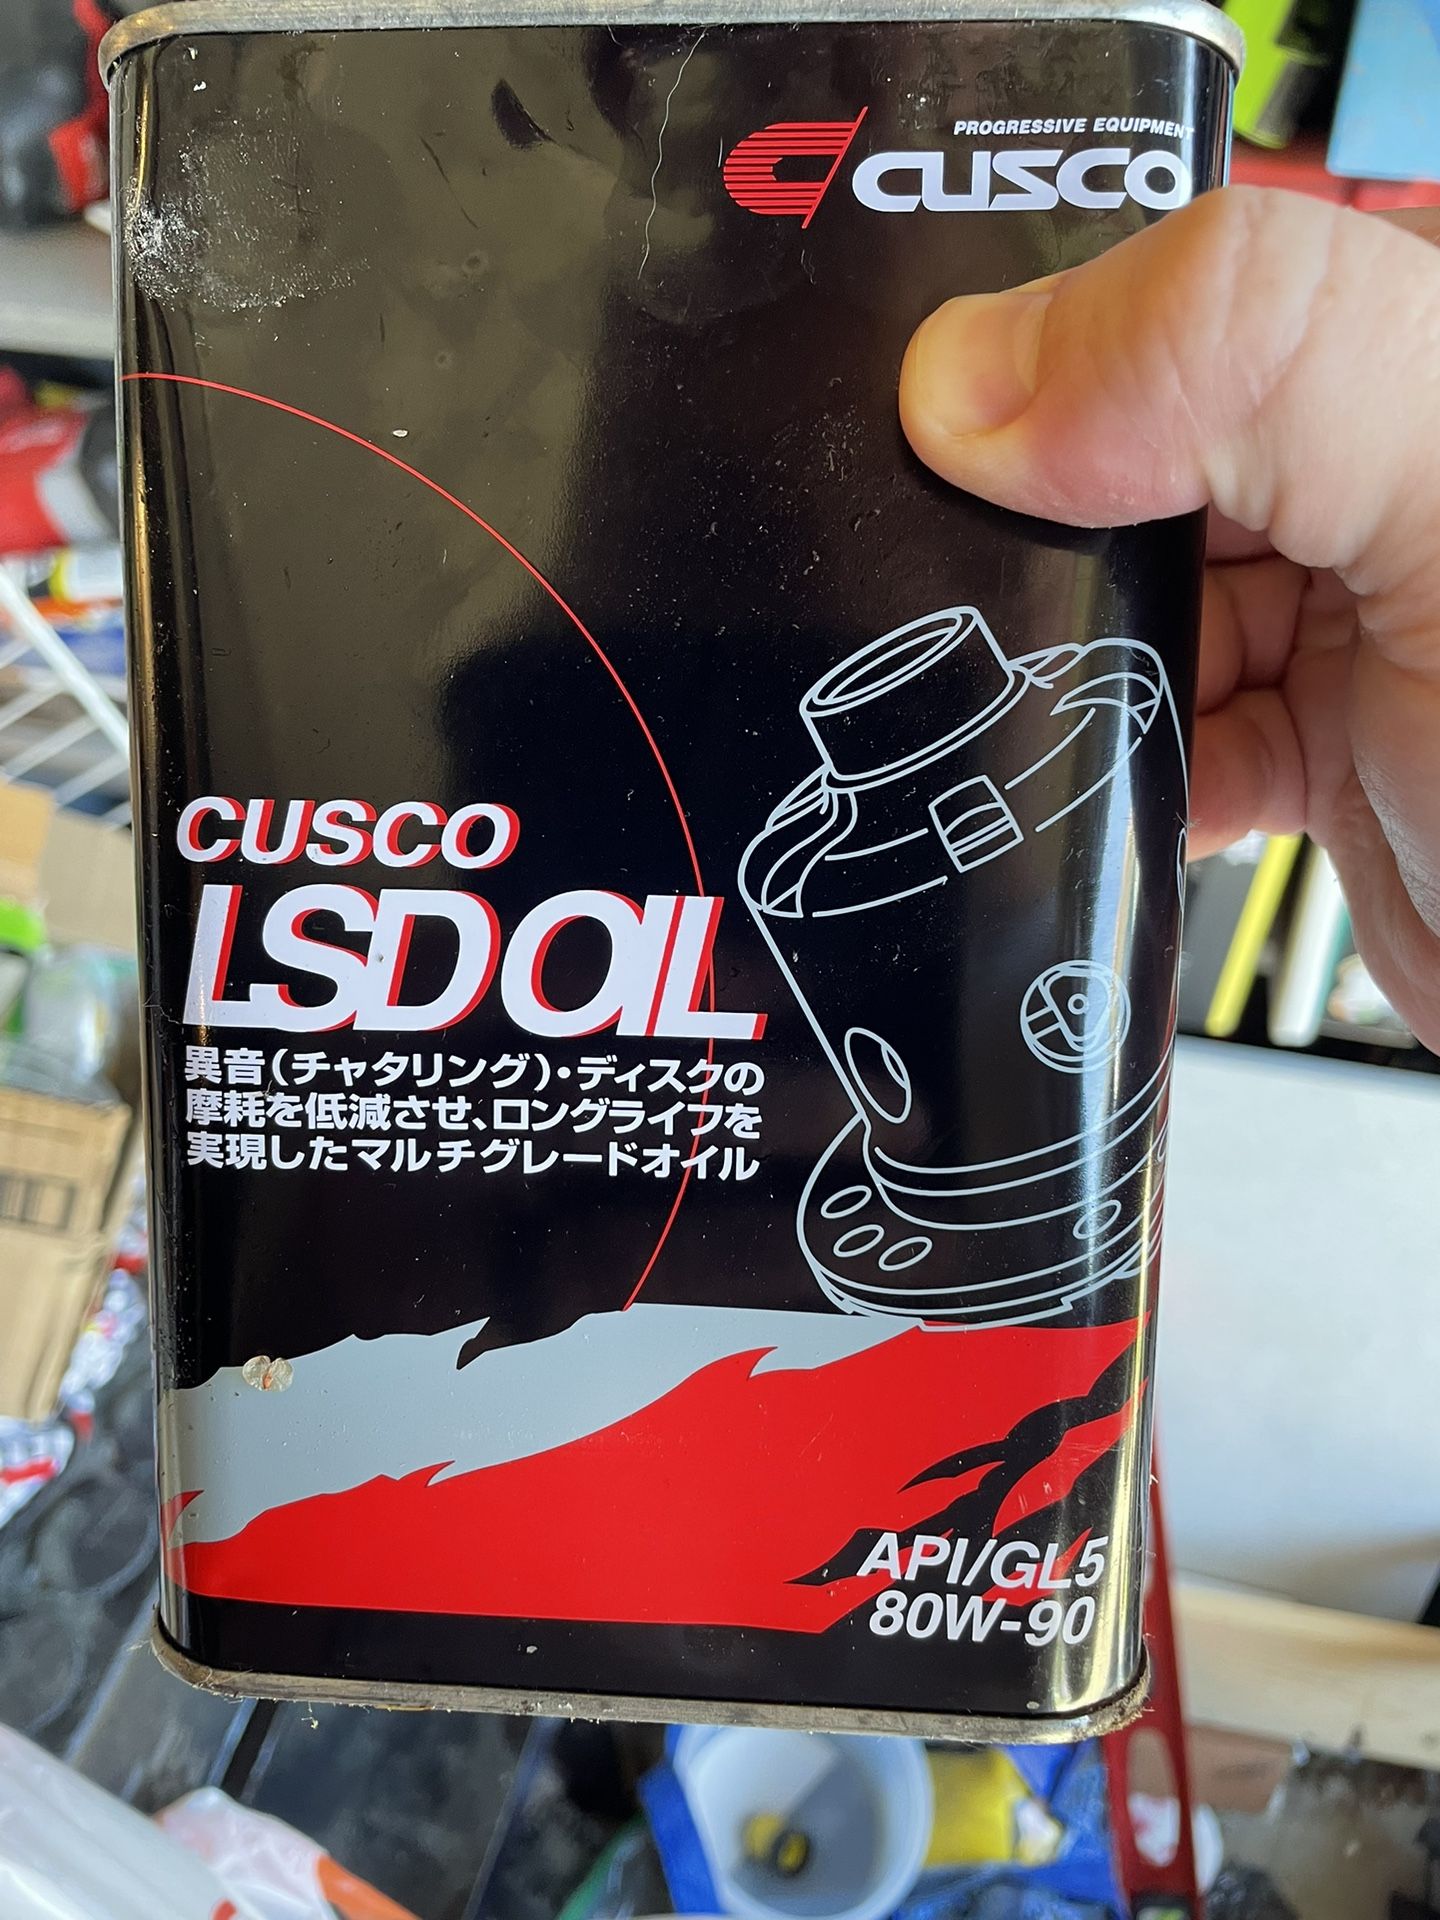 PROGRESSIVE EQUIPMENT
CUSCO
CUSCO
LSD OIL
異音(チャタリング)・ディスクの
摩耗を低減させ、ロングライフを
実現したマルチグレードオイル
API/GL5
80W-90